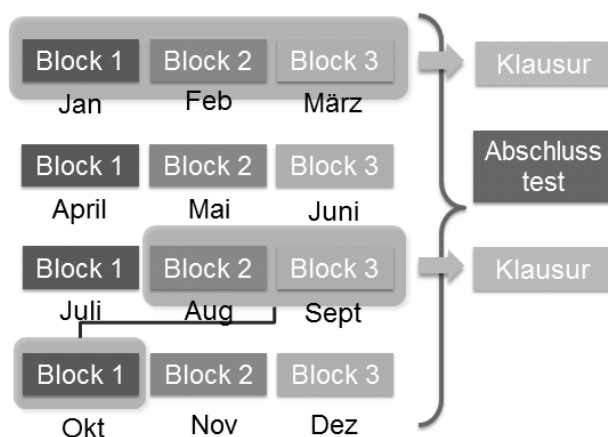 Block 1 Block 2 Block 3 Klausur
Jan Feb März
Abschluss
test
Block 1 Block 2 Block 3
April Mai Juni
Block 1 Block 2 Block 3 Klausur
Juli Aug Sept
Block 1 Block 2 Block 3
Okt Nov Dez